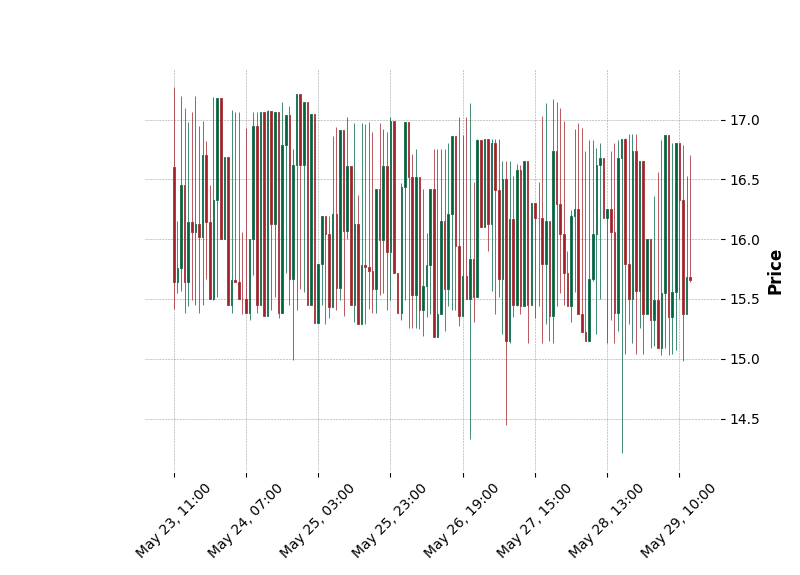 17.0
16.5
16.0
15.5
15.0
14.5
Price
May 23, 11:00
May 24, 07:00
May 25, 03:00
May 25, 23:00
May 26, 19:00
May 27, 15:00
May 28, 13:00
May 29, 10:00